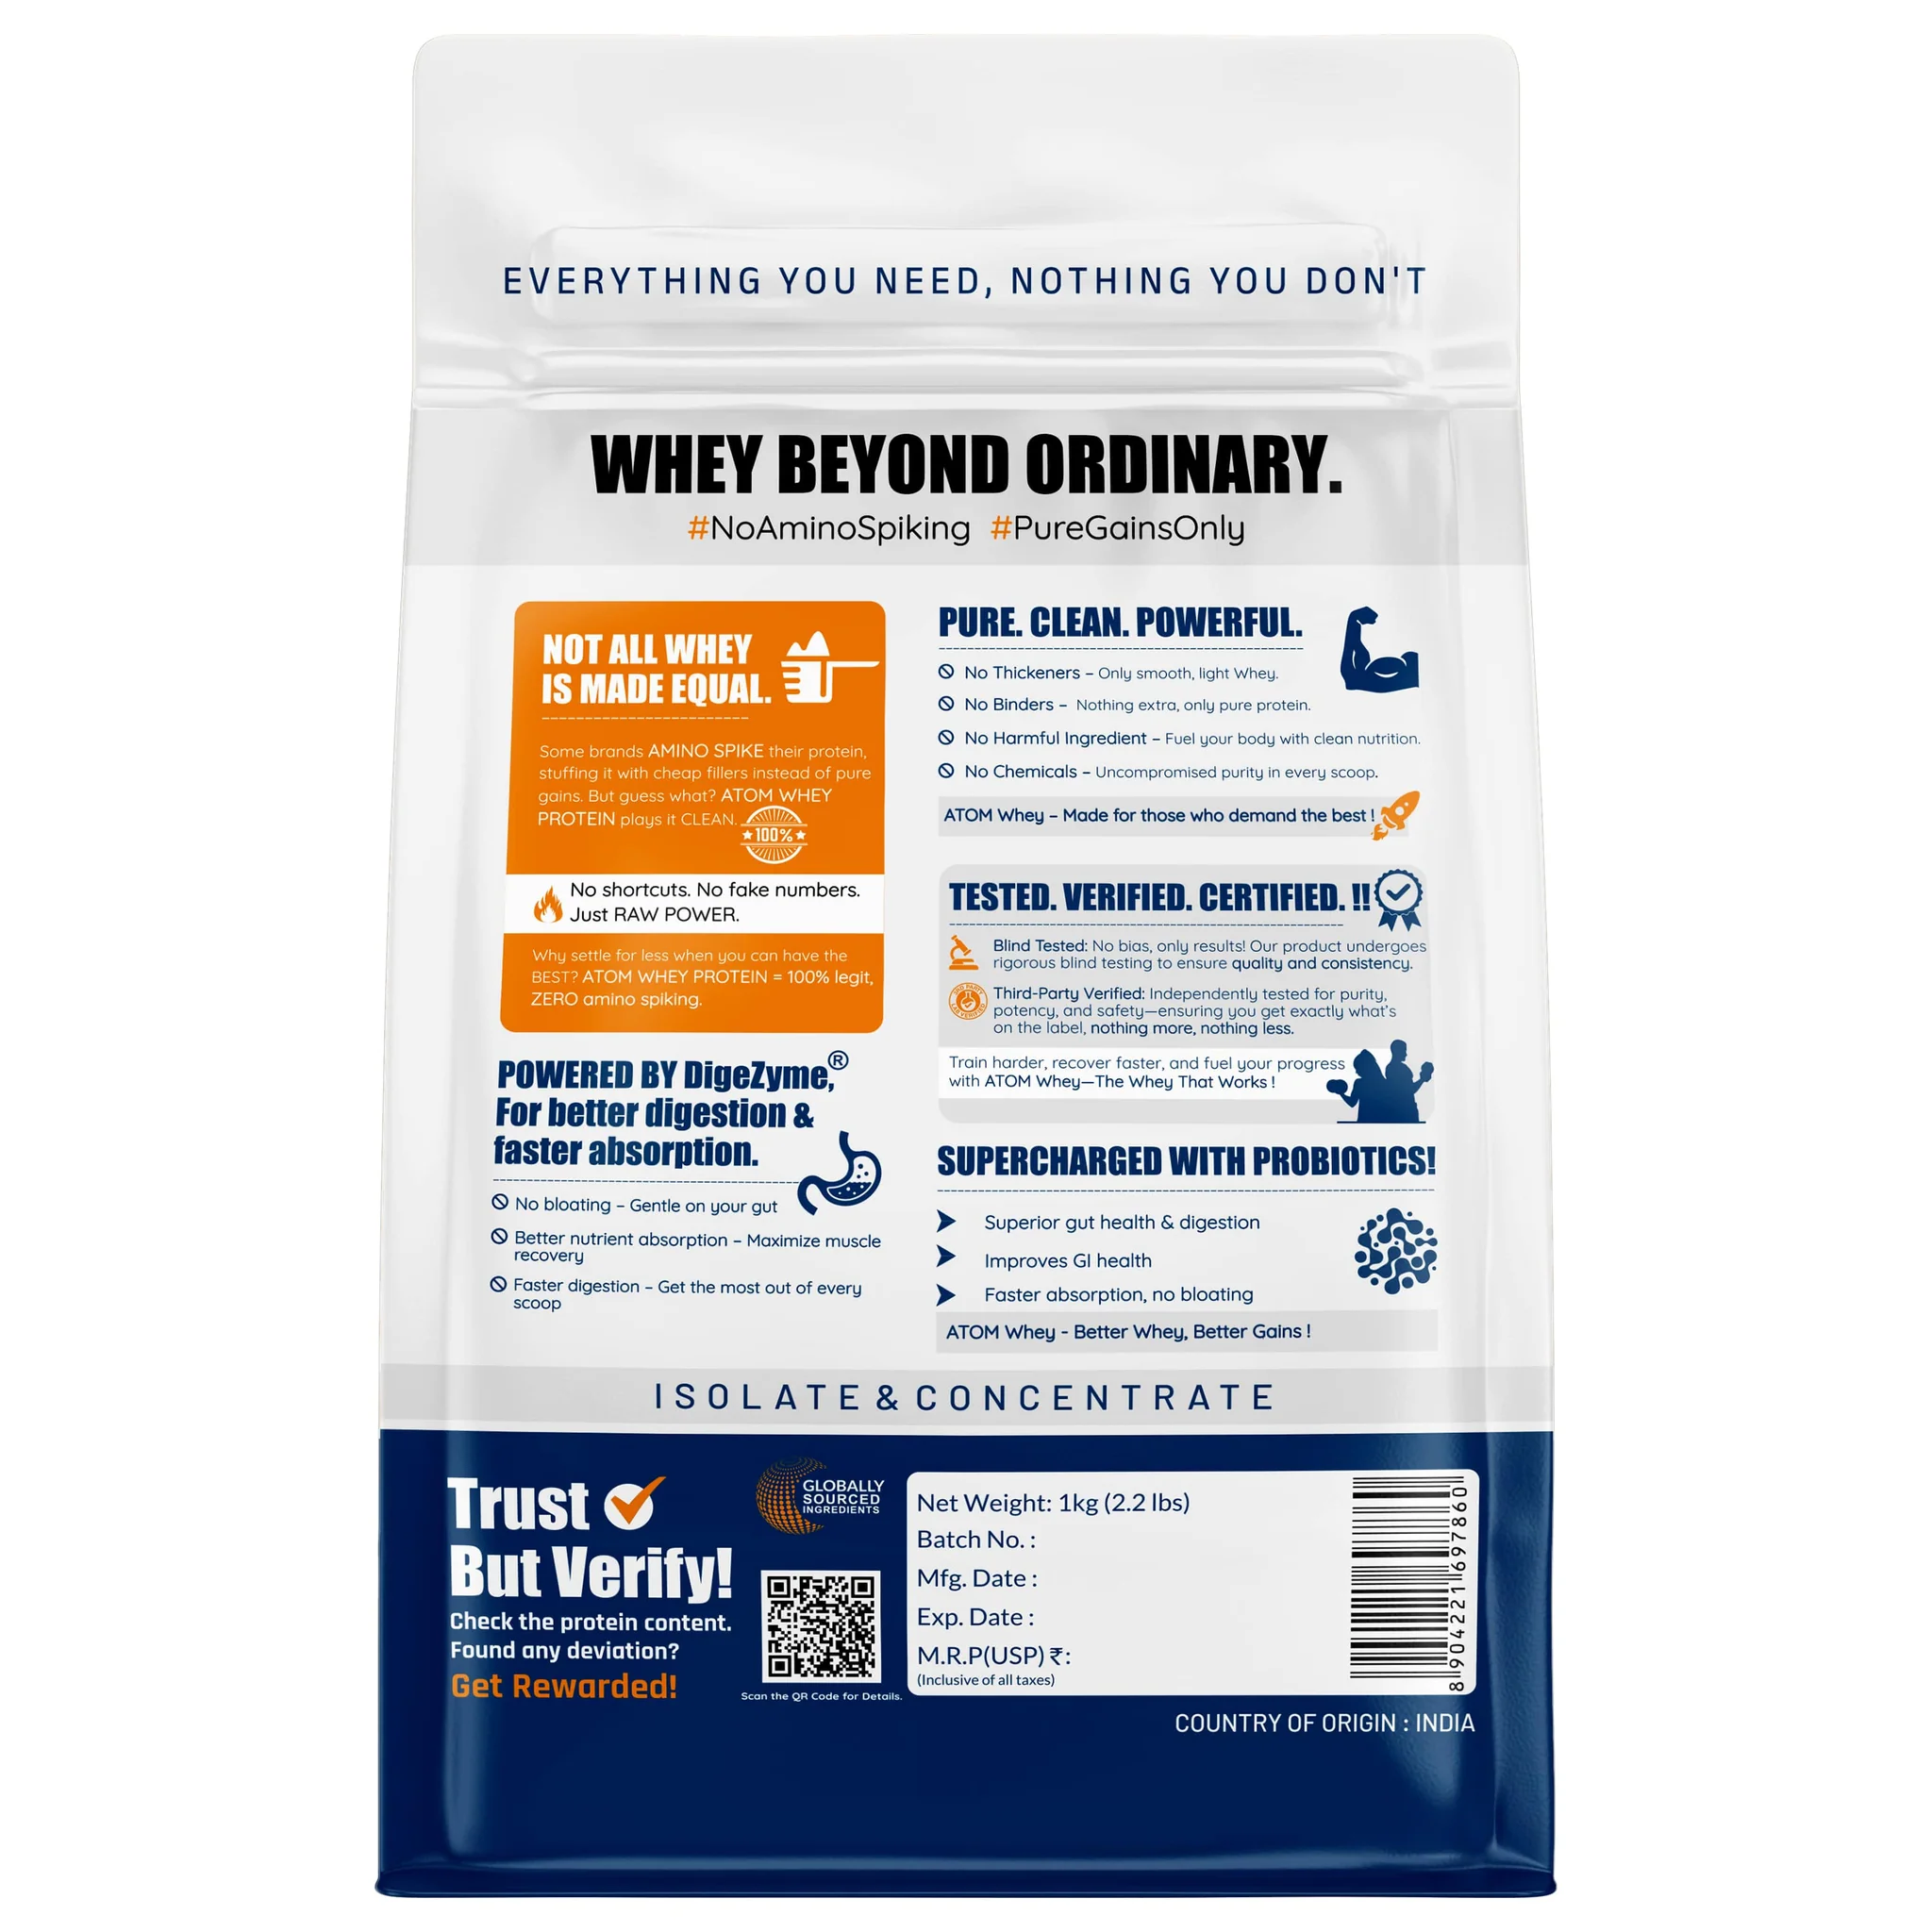 EVERYTHING YOU NEED, NOTHING YOU DON'T
WHEY BEYOND ORDINARY.
#NoAminoSpiking #PureGainsOnly
NOT ALL WHEY
IS MADE EQUAL.
Some brands AMINO SPIKE their protein,
stuffing it with cheap fillers instead of pure
gains. But guess what? ATOM WHEY
PROTEIN plays it CLEAN.
★100%★
No shortcuts. No fake numbers.
Just RAW POWER.
Why settle for less when you can have the
BEST? ATOM WHEY PROTEIN = 100% legit,
ZERO amino spiking.
POWERED BY DigeZyme,®
For better digestion &
faster absorption.
No bloating – Gentle on your gut
Better nutrient absorption – Maximize muscle
recovery
Faster digestion – Get the most out of every
scoop
PURE. CLEAN. POWERFUL.
No Thickeners – Only smooth, light Whey.
No Binders – Nothing extra, only pure protein.
No Harmful Ingredient – Fuel your body with clean nutrition.
No Chemicals – Uncompromised purity in every scoop.
ATOM Whey – Made for those who demand the best !
TESTED. VERIFIED. CERTIFIED. !!
Blind Tested: No bias, only results! Our product undergoes
rigorous blind testing to ensure quality and consistency.
Third-Party Verified: Independently tested for purity,
potency, and safety—ensuring you get exactly what's
on the label, nothing more, nothing less.
Train harder, recover faster, and fuel your progress
with ATOM Whey—The Whey That Works !
SUPERCHARGED WITH PROBIOTICS!
Superior gut health & digestion
Improves GI health
Faster absorption, no bloating
ATOM Whey - Better Whey, Better Gains !
ISOLATE & CONCENTRATE
Trust
But Verify!
Check the protein content.
Found any deviation?
Get Rewarded!
GLOBALLY
SOURCED
INGREDIENTS
Scan the QR Code for Details.
Net Weight: 1kg (2.2 lbs)
Batch No. :
Mfg. Date :
Exp. Date :
M.R.P(USP) ₹:
(Inclusive of all taxes)
8 904221 697860
COUNTRY OF ORIGIN : INDIA